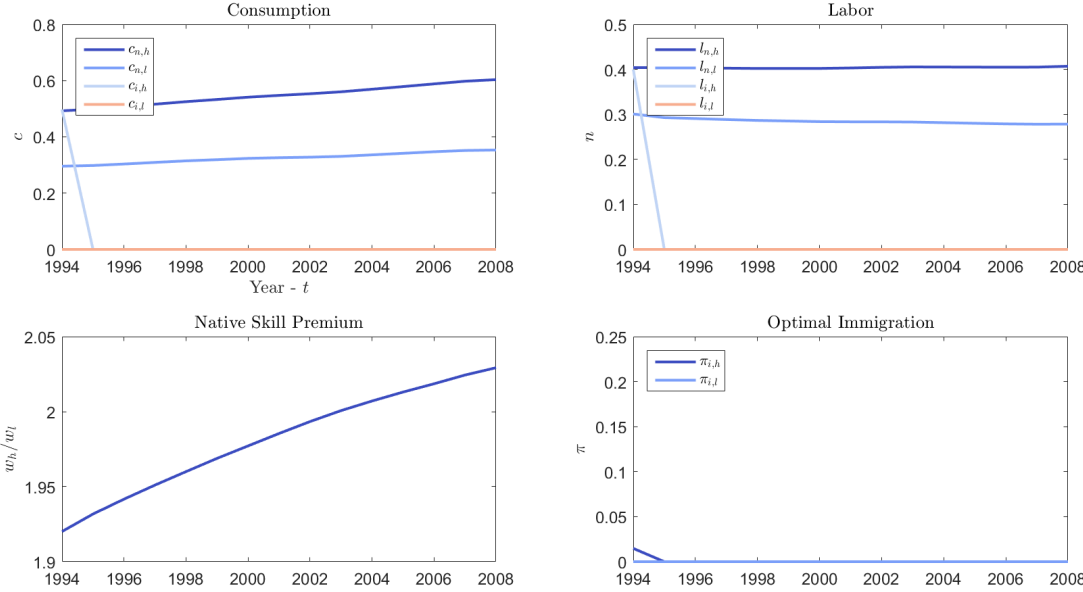 Consumption
0.8
0.6
0.4
0.2
0
c
c_{n,h}
c_{n,l}
c_{i,h}
c_{i,l}
1994 1996 1998 2000 2002 2004 2006 2008
Year - t
Labor
0.5
0.4
0.3
0.2
0.1
0
n
l_{n,h}
l_{n,l}
l_{i,h}
l_{i,l}
1994 1996 1998 2000 2002 2004 2006 2008
Native Skill Premium
2.05
2
1.95
1.9
w_h/w_l
1994 1996 1998 2000 2002 2004 2006 2008
Optimal Immigration
0.25
0.2
0.15
0.1
0.05
0
π
π_{i,h}
π_{i,l}
1994 1996 1998 2000 2002 2004 2006 2008